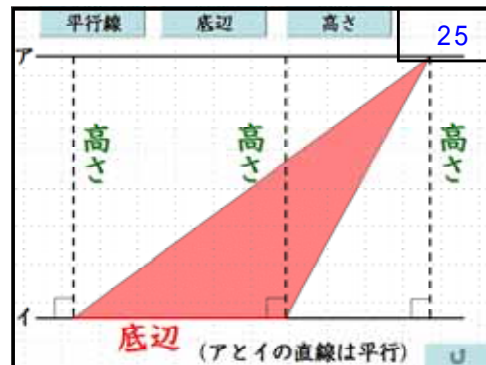 平行線 底辺 高さ 25
ア
高さ 高さ 高さ
イ
底辺 (アとイの直線は平行)